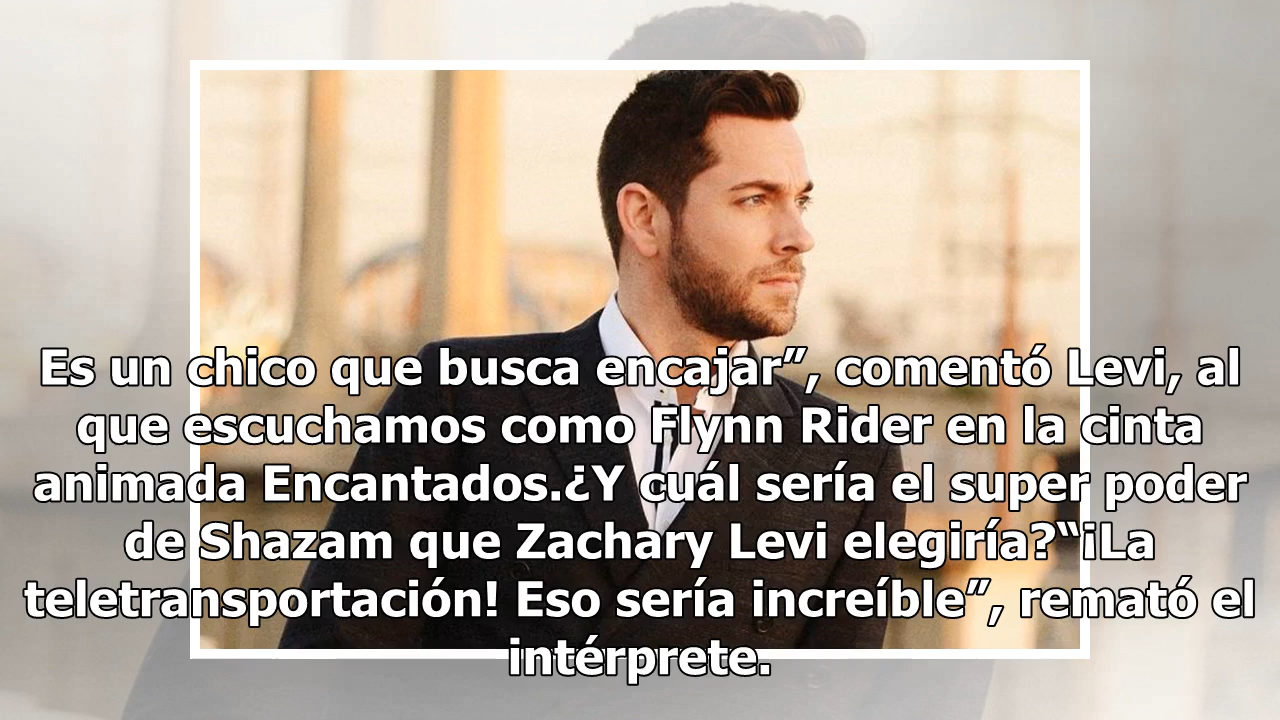 Es un chico que busca encajar”, comentó Levi, al
que escuchamos como Flynn Rider en la cinta
animada Encantados.¿Y cuál sería el super poder
de Shazam que Zachary Levi elegiría?“¡La
teletransportación! Eso sería increíble”, remató el
intérprete.